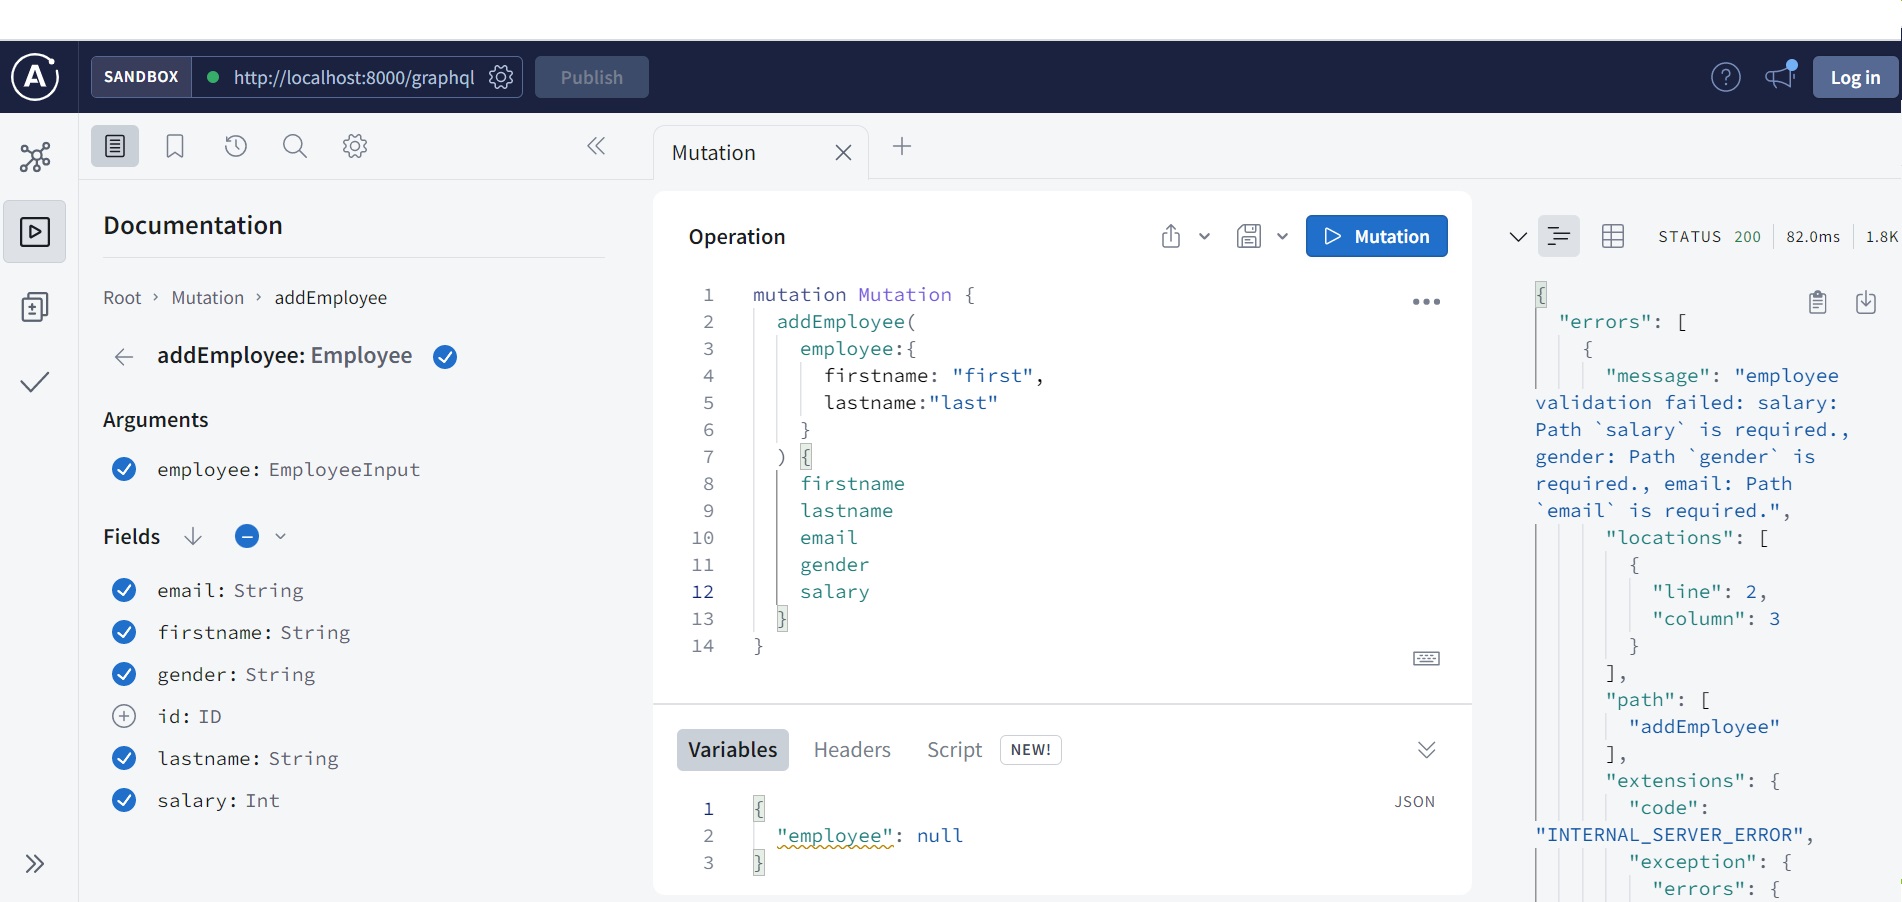 SANDBOX http://localhost:8000/graphql Publish Log in
Mutation
Documentation
Root › Mutation › addEmployee
addEmployee: Employee
Arguments
employee: EmployeeInput
Fields
email: String
firstname: String
gender: String
id: ID
lastname: String
salary: Int
Operation
Mutation
1 mutation Mutation {
2 addEmployee(
3 employee:{
4 firstname: "first",
5 lastname:"last"
6 }
7 ) {
8 firstname
9 lastname
10 email
11 gender
12 salary
13 }
14 }
Variables Headers Script NEW!
JSON
1 {
2 "employee": null
3 }
STATUS 200 82.0ms 1.8K
{
"errors": [
{
"message": "employee
validation failed: salary:
Path `salary` is required.,
gender: Path `gender` is
required., email: Path
`email` is required.",
"locations": [
{
"line": 2,
"column": 3
}
],
"path": [
"addEmployee"
],
"extensions": {
"code":
"INTERNAL_SERVER_ERROR",
"exception": {
"errors": {